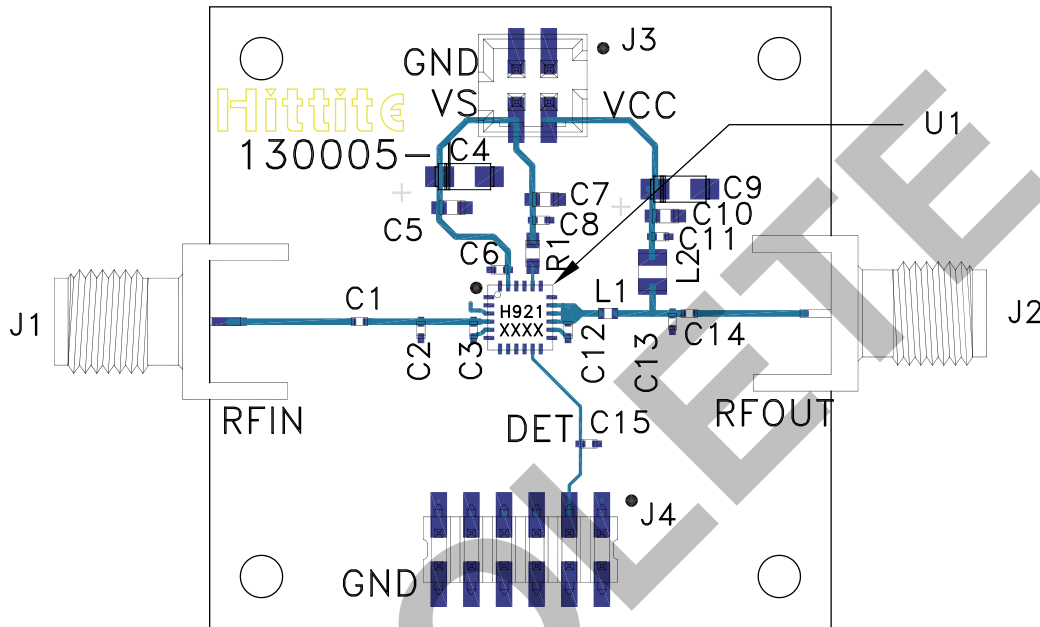 J3
GND
VS
VCC
Hittite
130005-
U1
C4
C7
C9
C8
C10
C5
C11
R1
C6
L2
L1
H921
XXXX
C1
J1
J2
C2
C3
C12
C13
C14
RFIN
RFOUT
DET
C15
J4
GND
OLETE